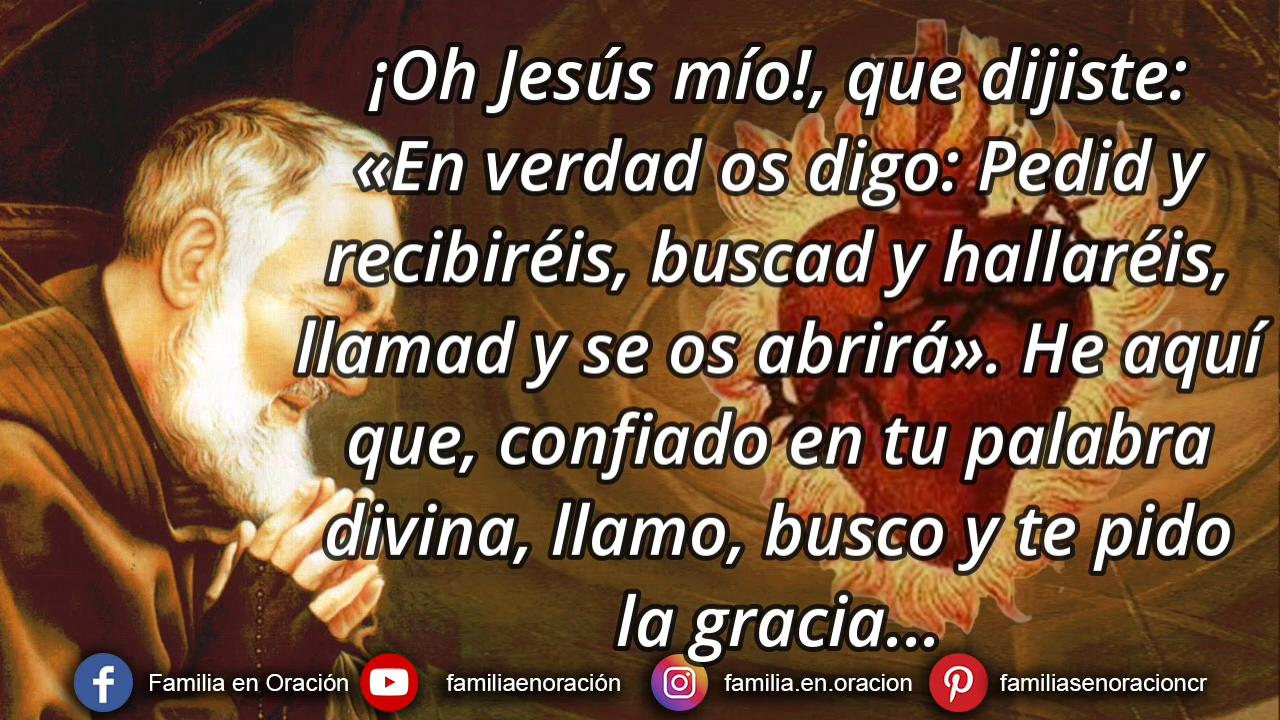 ¡Oh Jesús mío!, que dijiste:
«En verdad os digo: Pedid y
recibiréis, buscad y hallaréis,
llamad y se os abrirá». He aquí
que, confiado en tu palabra
divina, llamo, busco y te pido
la gracia...
Familia en Oración familiaenoración familia.en.oracion familiasenoracioncr